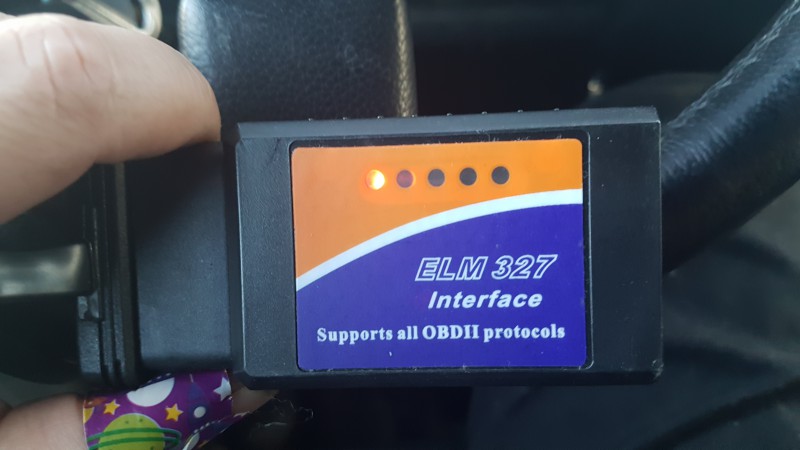 ELM 327
Interface
Supports all OBDII protocols